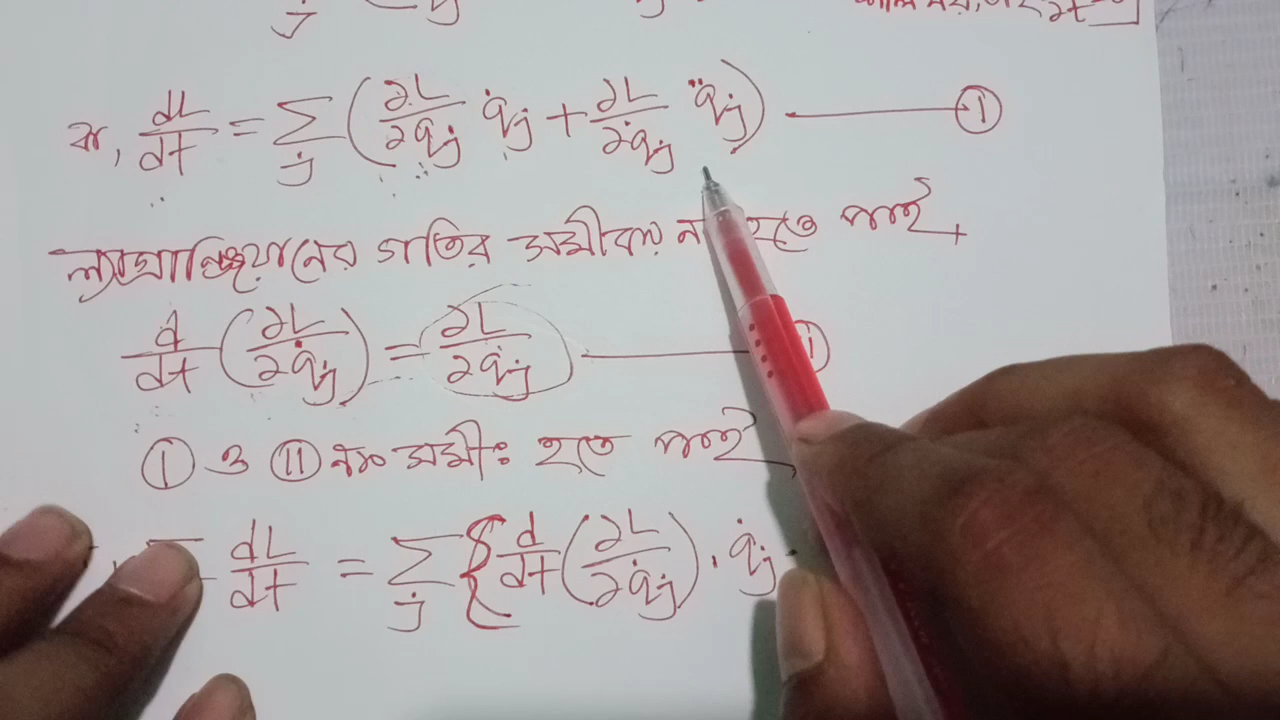 বা, dL/dt = Σ_j (∂L/∂q_j q̇_j + ∂L/∂q̇_j q̈_j) —— ①
ল্যাগ্রাঞ্জিয়ানের গতির সমীকরণ হতে পাই,
d/dt (∂L/∂q̇_j) = ∂L/∂q_j ——
① ও ⑪ নং সমীঃ হতে পাই
dL/dt = Σ_j { d/dt (∂L/∂q̇_j) . q̇_j